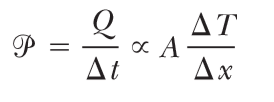 𝒫 = Q/Δt ∝ A ΔT/Δx